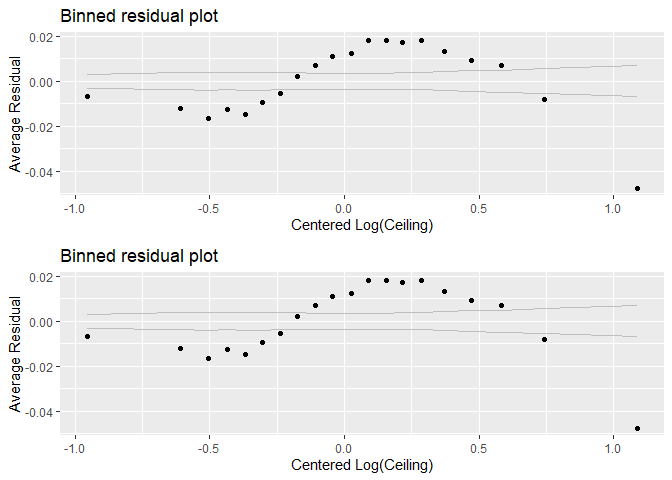 Binned residual plot
0.02
0.00
-0.02
-0.04
Average Residual
-1.0 -0.5 0.0 0.5 1.0
Centered Log(Ceiling)
Binned residual plot
0.02
0.00
-0.02
-0.04
Average Residual
-1.0 -0.5 0.0 0.5 1.0
Centered Log(Ceiling)